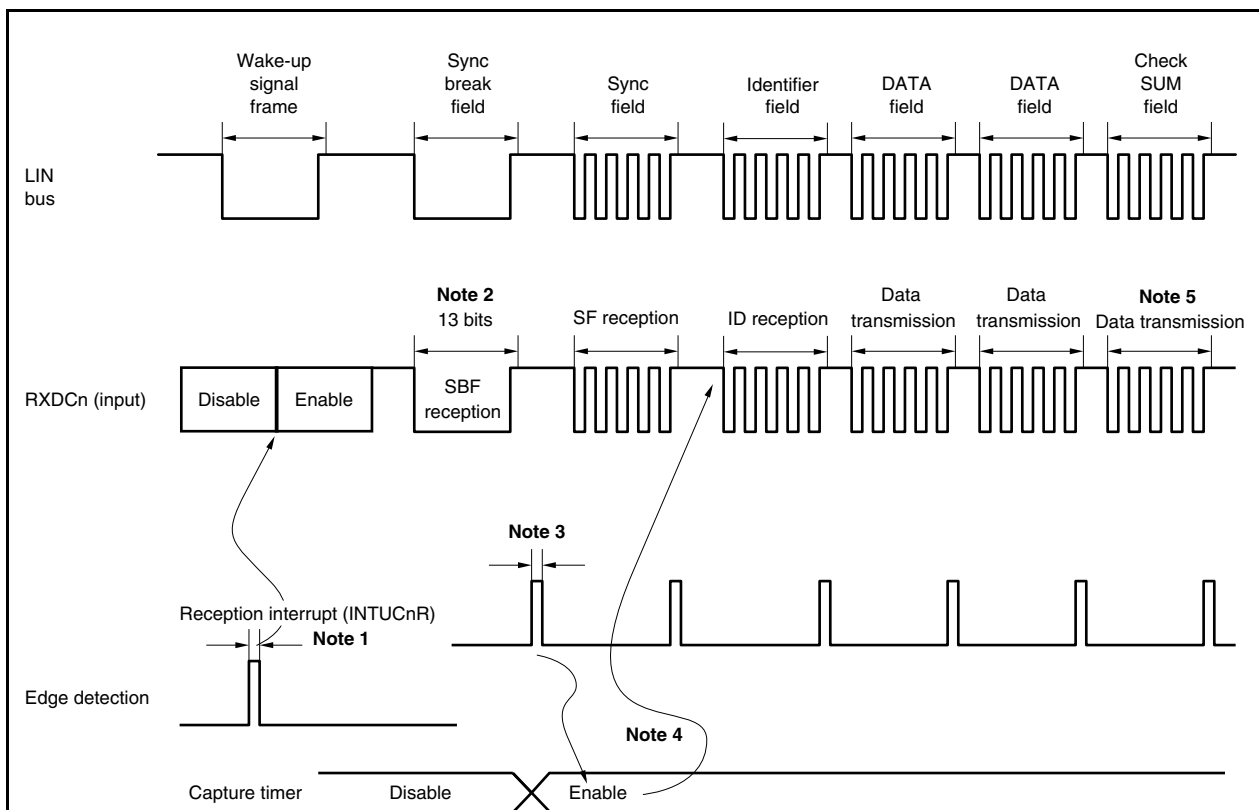 Wake-up
signal
frame
Sync
break
field
Sync
field
Identifier
field
DATA
field
DATA
field
Check
SUM
field
LIN
bus
Note 2
13 bits
SF reception
ID reception
Data
transmission
Data
transmission
Note 5
Data transmission
RXDCn (input)
Disable
Enable
SBF
reception
Note 3
Reception interrupt (INTUCnR)
Note 1
Edge detection
Note 4
Capture timer
Disable
Enable